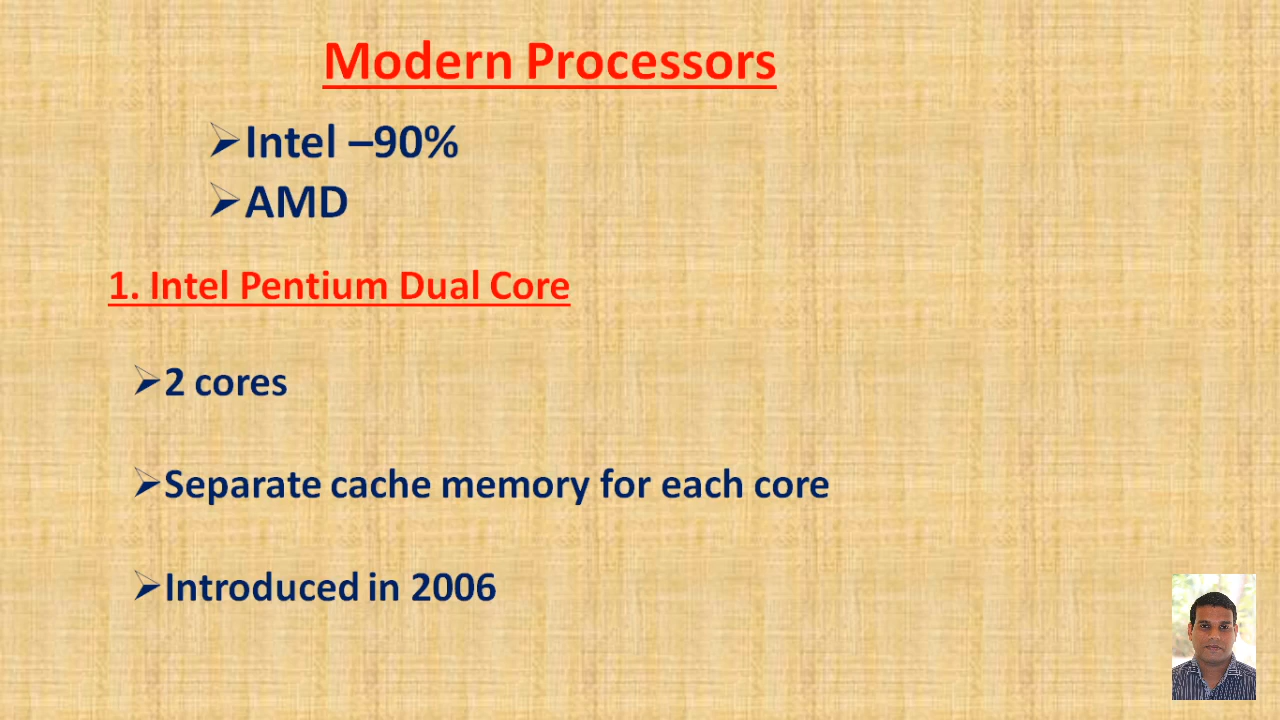 Modern Processors
➢Intel –90%
➢AMD
1. Intel Pentium Dual Core
➢2 cores
➢Separate cache memory for each core
➢Introduced in 2006